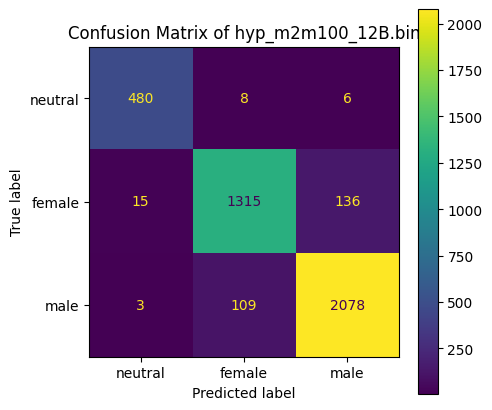 Confusion Matrix of hyp_m2m100_12B.bin
neutral 480 8 6
female 15 1315 136
male 3 109 2078
neutral female male
Predicted label
True label
2000
1750
1500
1250
1000
750
500
250